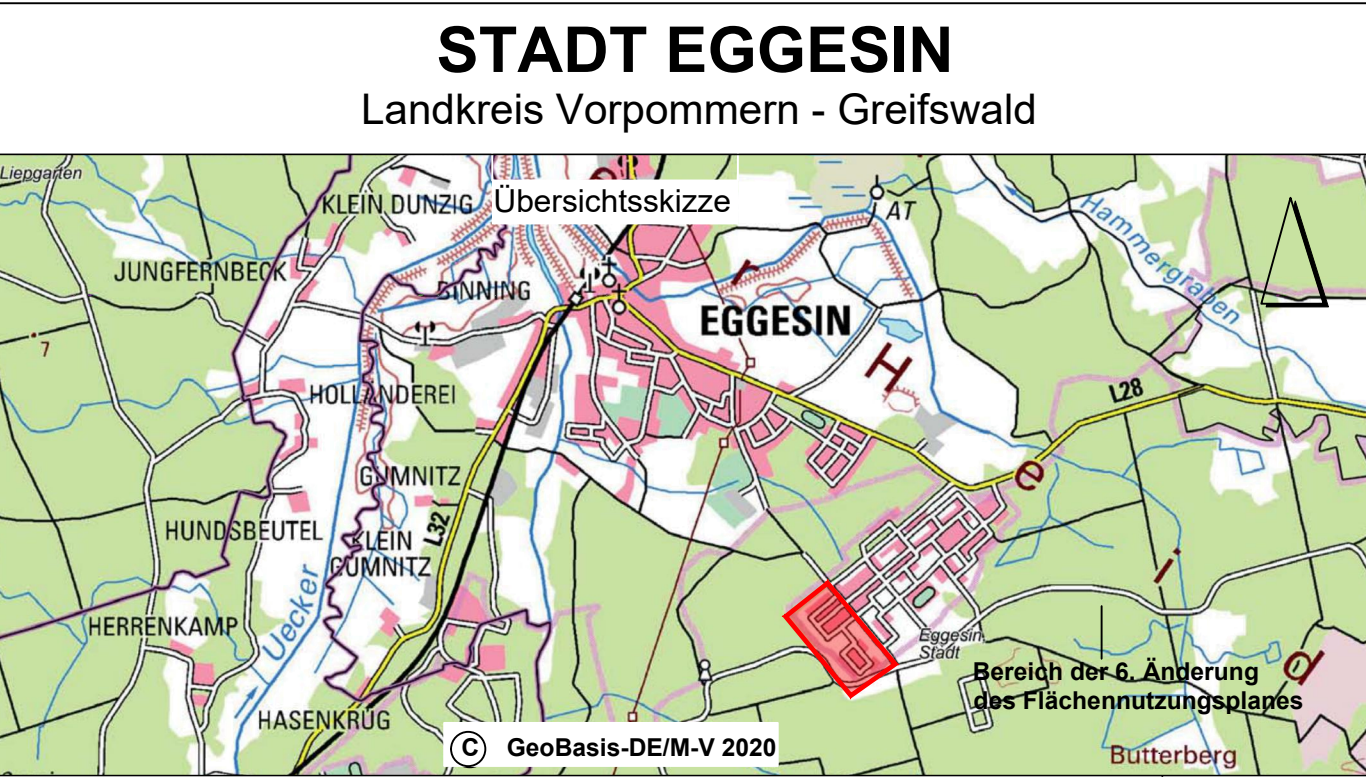 STADT EGGESIN
Landkreis Vorpommern - Greifswald
Liepgarten
KLEIN DUNZIG
Übersichtsskizze
AT
Hammergraben
JUNGFERNBECK
BINNING
r
EGGESIN
7
H
HOLLÄNDEREI
L28
GUMNITZ
e
L32
HUNDSBEUTEL
KLEIN
GUMNITZ
i
Uecker
HERRENKAMP
Eggesin,
Stadt
Bereich der 6. Änderung
des Flächennutzungsplanes
d
HASENKRUG
C GeoBasis-DE/M-V 2020
Butterberg